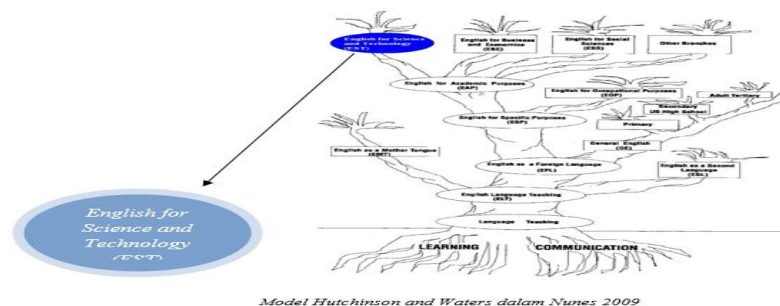 English for Science
and Technology
(EST)
English for Business
and Economics
(EBE)
English for Social
Sciences
(ESS)
Other Branches
English for Academic Purposes
(EAP)
English for Occupational Purposes
(EOP)
Adult Tertiary
Secondary
US High School
English for Specific Purposes
(ESP)
Primary
English as a Mother Tongue
(EMT)
General English
(GE)
English as a Foreign Language
(EFL)
English as a Second
Language
(ESL)
English Language Teaching
(ELT)
Language Teaching
LEARNING COMMUNICATION
English for
Science and
Technology
(EST)
Model Hutchinson and Waters dalam Nunes 2009